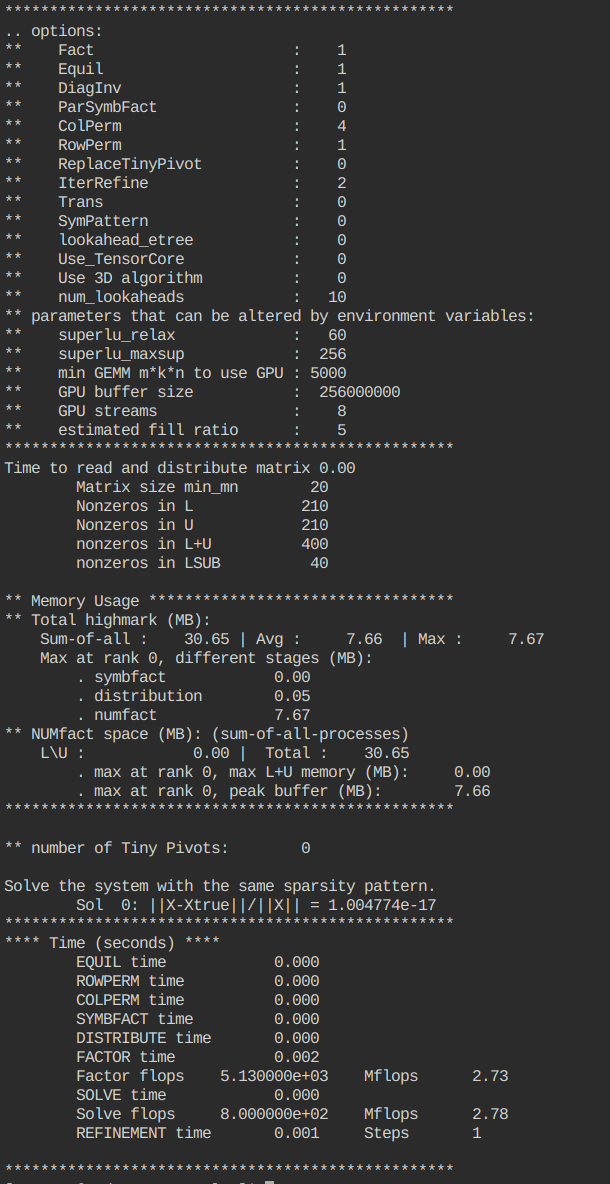 **************************************************
.. options:
**    Fact                      :    1
**    Equil                     :    1
**    DiagInv                   :    1
**    ParSymbFact               :    0
**    ColPerm                   :    4
**    RowPerm                   :    1
**    ReplaceTinyPivot          :    0
**    IterRefine                :    2
**    Trans                     :    0
**    SymPattern                :    0
**    lookahead_etree           :    0
**    Use_TensorCore            :    0
**    Use 3D algorithm          :    0
**    num_lookaheads            :   10
** parameters that can be altered by environment variables:
**    superlu_relax             :   60
**    superlu_maxsup            :  256
**    min GEMM m*k*n to use GPU : 5000
**    GPU buffer size           :  256000000
**    GPU streams               :    8
**    estimated fill ratio      :    5
**************************************************
Time to read and distribute matrix 0.00
        Matrix size min_mn        20
        Nonzeros in L            210
        Nonzeros in U            210
        nonzeros in L+U          400
        nonzeros in LSUB          40
** Memory Usage **********************************
** Total highmark (MB):
    Sum-of-all :    30.65 | Avg :     7.66  | Max :     7.67
    Max at rank 0, different stages (MB):
        . symbfact            0.00
        . distribution        0.05
        . numfact             7.67
** NUMfact space (MB): (sum-of-all-processes)
    L\U :            0.00 |  Total :    30.65
        . max at rank 0, max L+U memory (MB):     0.00
        . max at rank 0, peak buffer (MB):        7.66
**************************************************
** number of Tiny Pivots:        0
Solve the system with the same sparsity pattern.
        Sol  0: ||X-Xtrue||/||X|| = 1.004774e-17
**************************************************
**** Time (seconds) ****
        EQUIL time            0.000
        ROWPERM time          0.000
        COLPERM time          0.000
        SYMBFACT time         0.000
        DISTRIBUTE time       0.000
        FACTOR time           0.002
        Factor flops    5.130000e+03    Mflops      2.73
        SOLVE time            0.000
        Solve flops     8.000000e+02    Mflops      2.78
        REFINEMENT time       0.001     Steps       1
**************************************************